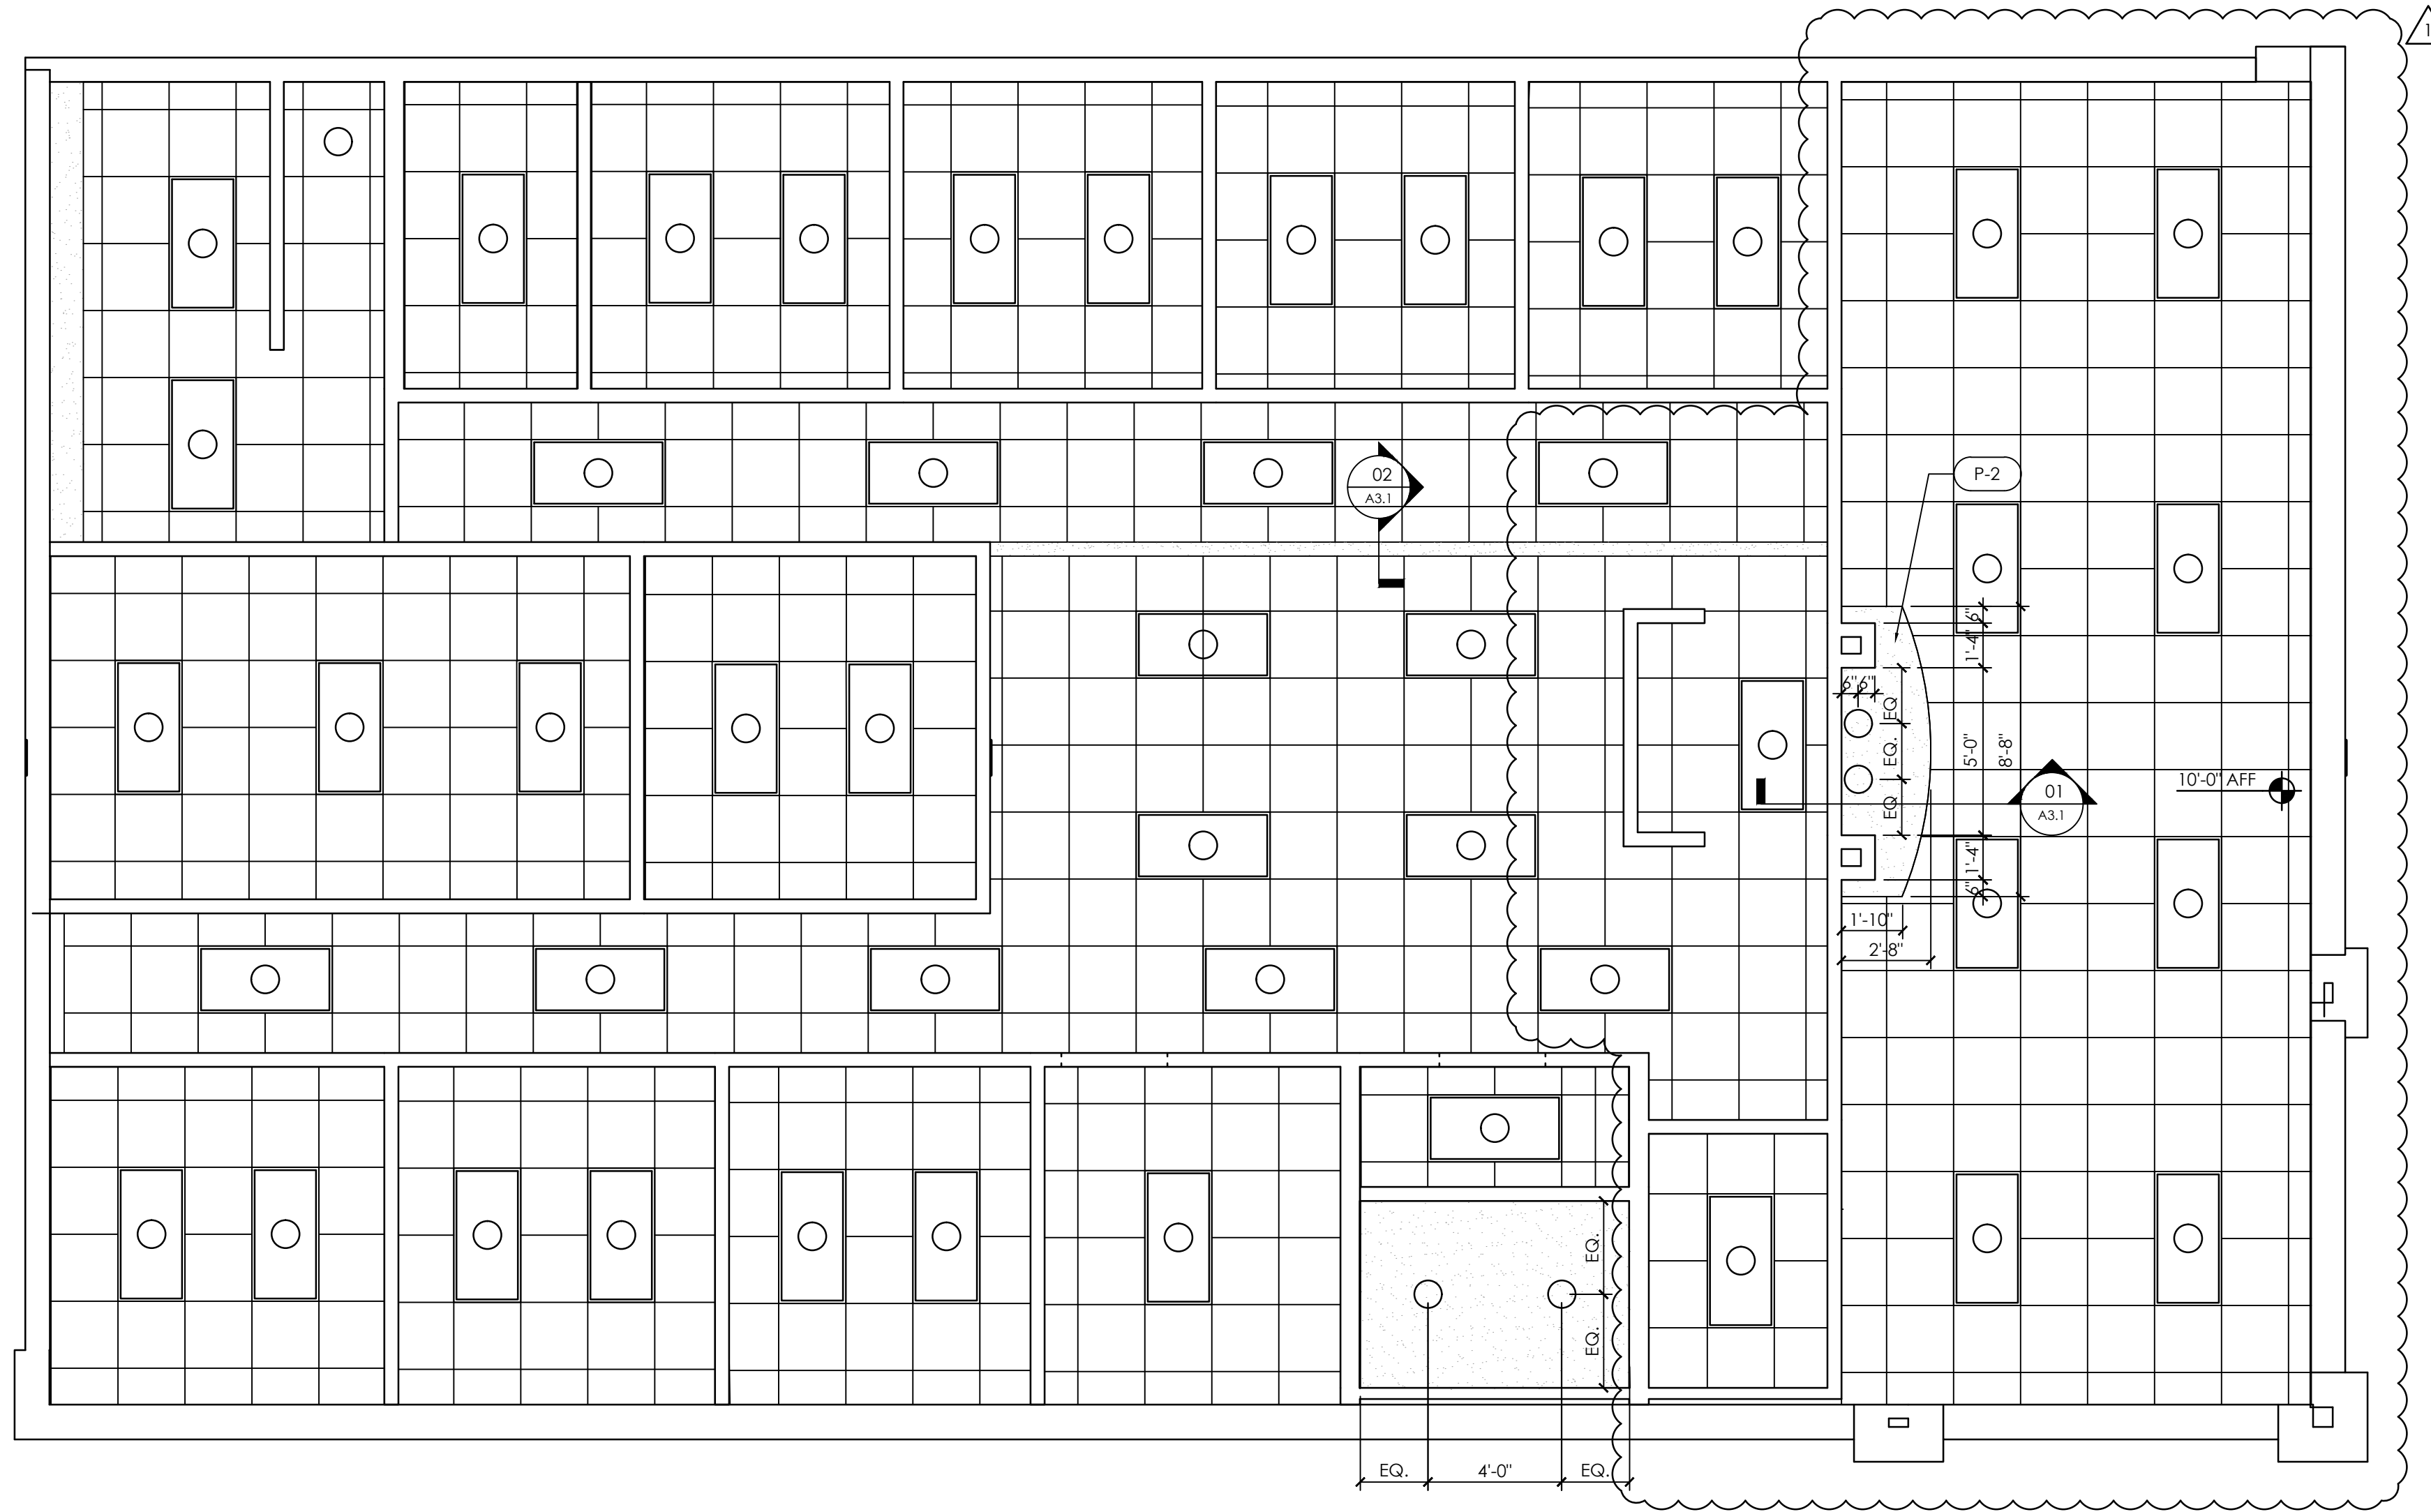 1
02
A3.1
P-2
6"
1'-4"
6" 6"
EQ
EQ.
EQ
5'-0"
8'-8"
10'-0" AFF
01
A3.1
1'-4"
6"
1'-10"
2'-8"
EQ.
EQ.
EQ.
4'-0"
EQ.